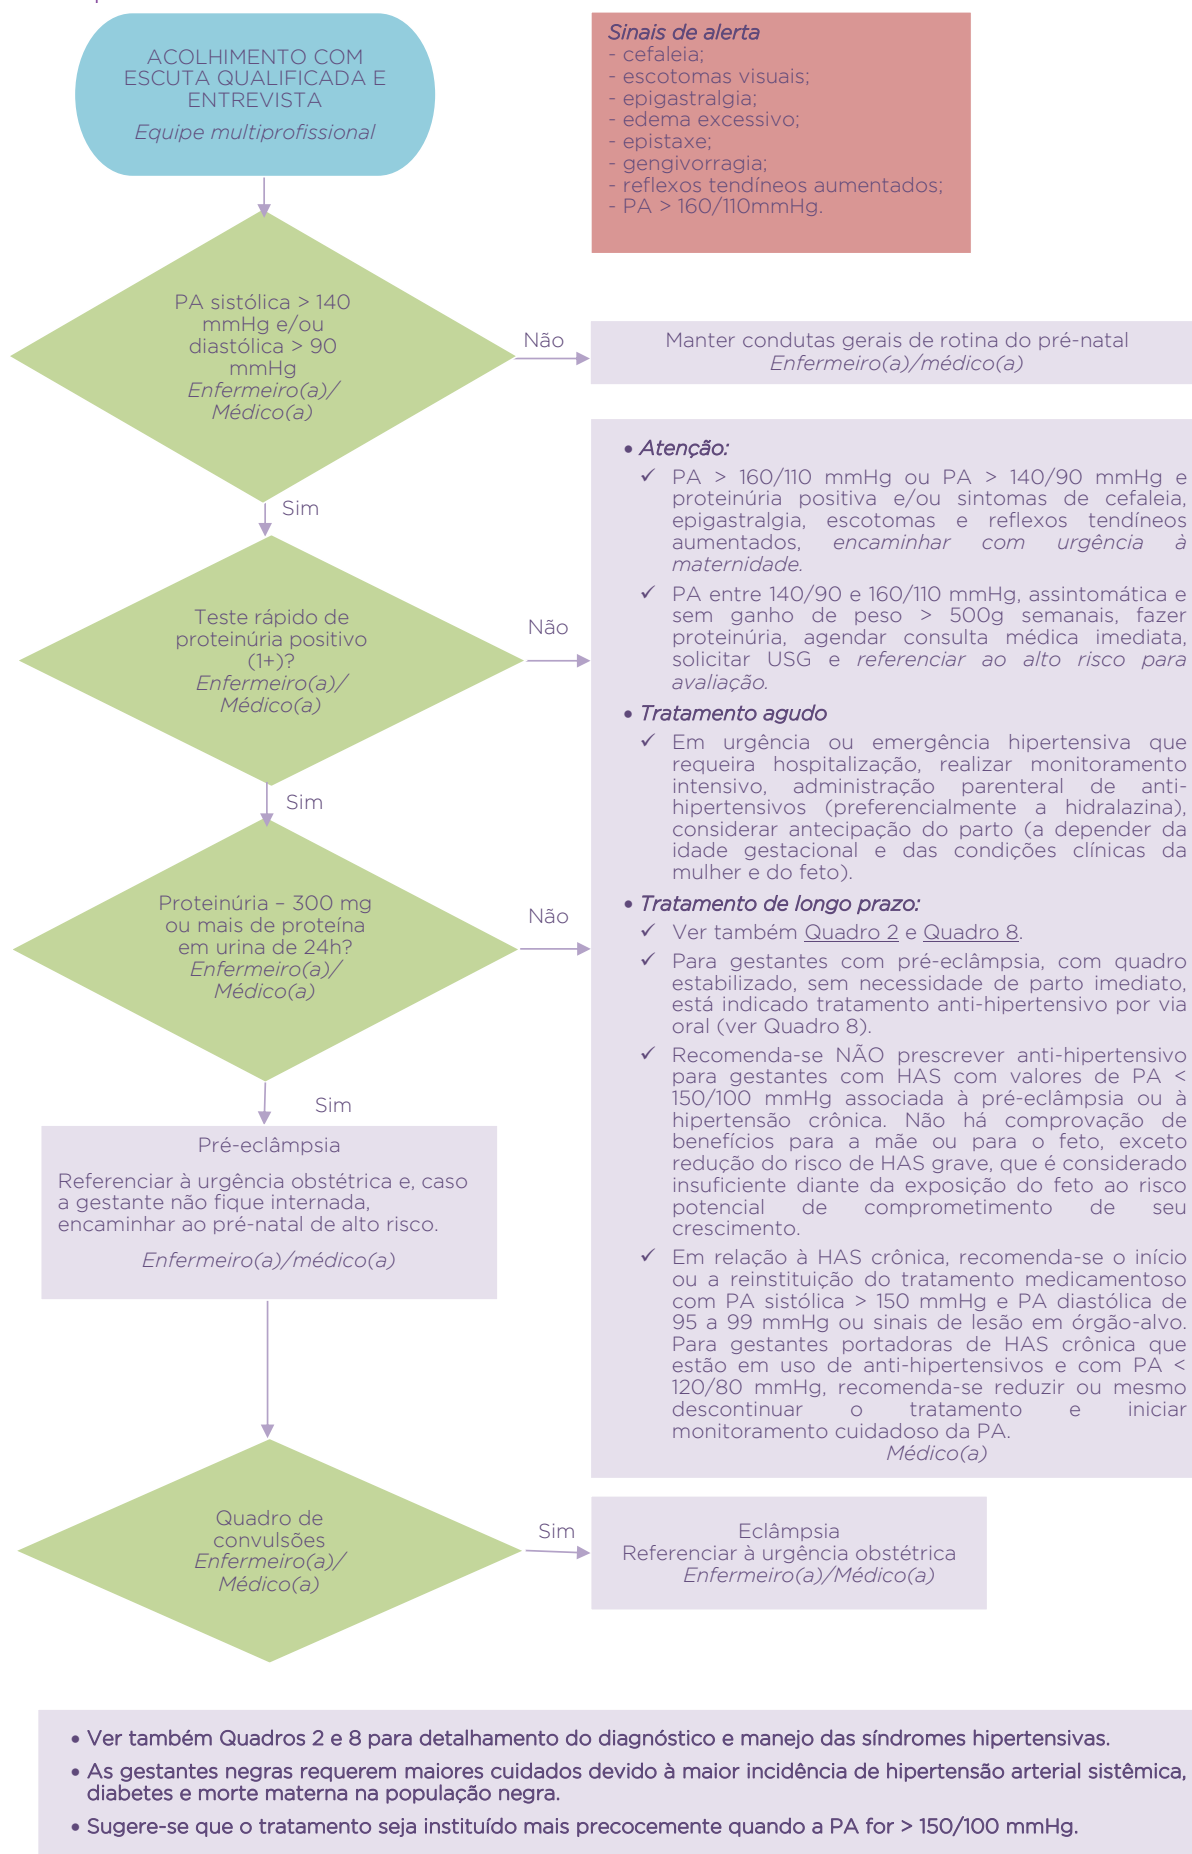 ACOLHIMENTO COM
ESCUTA QUALIFICADA E
ENTREVISTA
Equipe multiprofissional
Sinais de alerta
- cefaleia;
- escotomas visuais;
- epigastralgia;
- edema excessivo;
- epistaxe;
- gengivorragia;
- reflexos tendíneos aumentados;
- PA > 160/110mmHg.
PA sistólica > 140
mmHg e/ou
diastólica > 90
mmHg
Enfermeiro(a)/
Médico(a)
Não
Manter condutas gerais de rotina do pré-natal
Enfermeiro(a)/médico(a)
Sim
Teste rápido de
proteinúria positivo
(1+)?
Enfermeiro(a)/
Médico(a)
Não
Sim
Proteinúria – 300 mg
ou mais de proteína
em urina de 24h?
Enfermeiro(a)/
Médico(a)
Não
Sim
Pré-eclâmpsia
Referenciar à urgência obstétrica e, caso
a gestante não fique internada,
encaminhar ao pré-natal de alto risco.
Enfermeiro(a)/médico(a)
• Atenção:
✓ PA > 160/110 mmHg ou PA > 140/90 mmHg e
proteinúria positiva e/ou sintomas de cefaleia,
epigastralgia, escotomas e reflexos tendíneos
aumentados, encaminhar com urgência à
maternidade.
✓ PA entre 140/90 e 160/110 mmHg, assintomática e
sem ganho de peso > 500g semanais, fazer
proteinúria, agendar consulta médica imediata,
solicitar USG e referenciar ao alto risco para
avaliação.
• Tratamento agudo
✓ Em urgência ou emergência hipertensiva que
requeira hospitalização, realizar monitoramento
intensivo, administração parenteral de anti-
hipertensivos (preferencialmente a hidralazina),
considerar antecipação do parto (a depender da
idade gestacional e das condições clínicas da
mulher e do feto).
• Tratamento de longo prazo:
✓ Ver também Quadro 2 e Quadro 8.
✓ Para gestantes com pré-eclâmpsia, com quadro
estabilizado, sem necessidade de parto imediato,
está indicado tratamento anti-hipertensivo por via
oral (ver Quadro 8).
✓ Recomenda-se NÃO prescrever anti-hipertensivo
para gestantes com HAS com valores de PA <
150/100 mmHg associada à pré-eclâmpsia ou à
hipertensão crônica. Não há comprovação de
benefícios para a mãe ou para o feto, exceto
redução do risco de HAS grave, que é considerado
insuficiente diante da exposição do feto ao risco
potencial de comprometimento de seu
crescimento.
✓ Em relação à HAS crônica, recomenda-se o início
ou a reinstituição do tratamento medicamentoso
com PA sistólica > 150 mmHg e PA diastólica de
95 a 99 mmHg ou sinais de lesão em órgão-alvo.
Para gestantes portadoras de HAS crônica que
estão em uso de anti-hipertensivos e com PA <
120/80 mmHg, recomenda-se reduzir ou mesmo
descontinuar o tratamento e iniciar
monitoramento cuidadoso da PA.
Médico(a)
Quadro de
convulsões
Enfermeiro(a)/
Médico(a)
Sim
Eclâmpsia
Referenciar à urgência obstétrica
Enfermeiro(a)/Médico(a)
• Ver também Quadros 2 e 8 para detalhamento do diagnóstico e manejo das síndromes hipertensivas.
• As gestantes negras requerem maiores cuidados devido à maior incidência de hipertensão arterial sistêmica,
diabetes e morte materna na população negra.
• Sugere-se que o tratamento seja instituído mais precocemente quando a PA for > 150/100 mmHg.